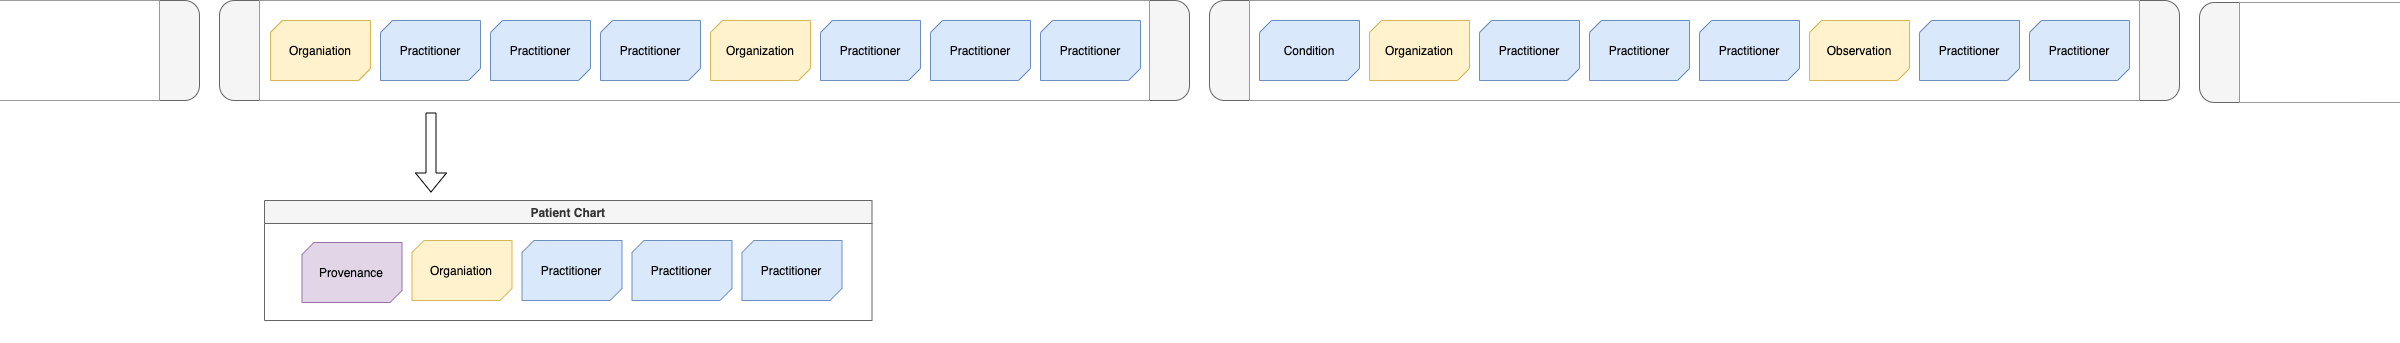 Organiation
Practitioner
Practitioner
Practitioner
Organization
Practitioner
Practitioner
Practitioner
Condition
Organization
Practitioner
Practitioner
Practitioner
Observation
Practitioner
Practitioner
Patient Chart
Provenance
Organiation
Practitioner
Practitioner
Practitioner